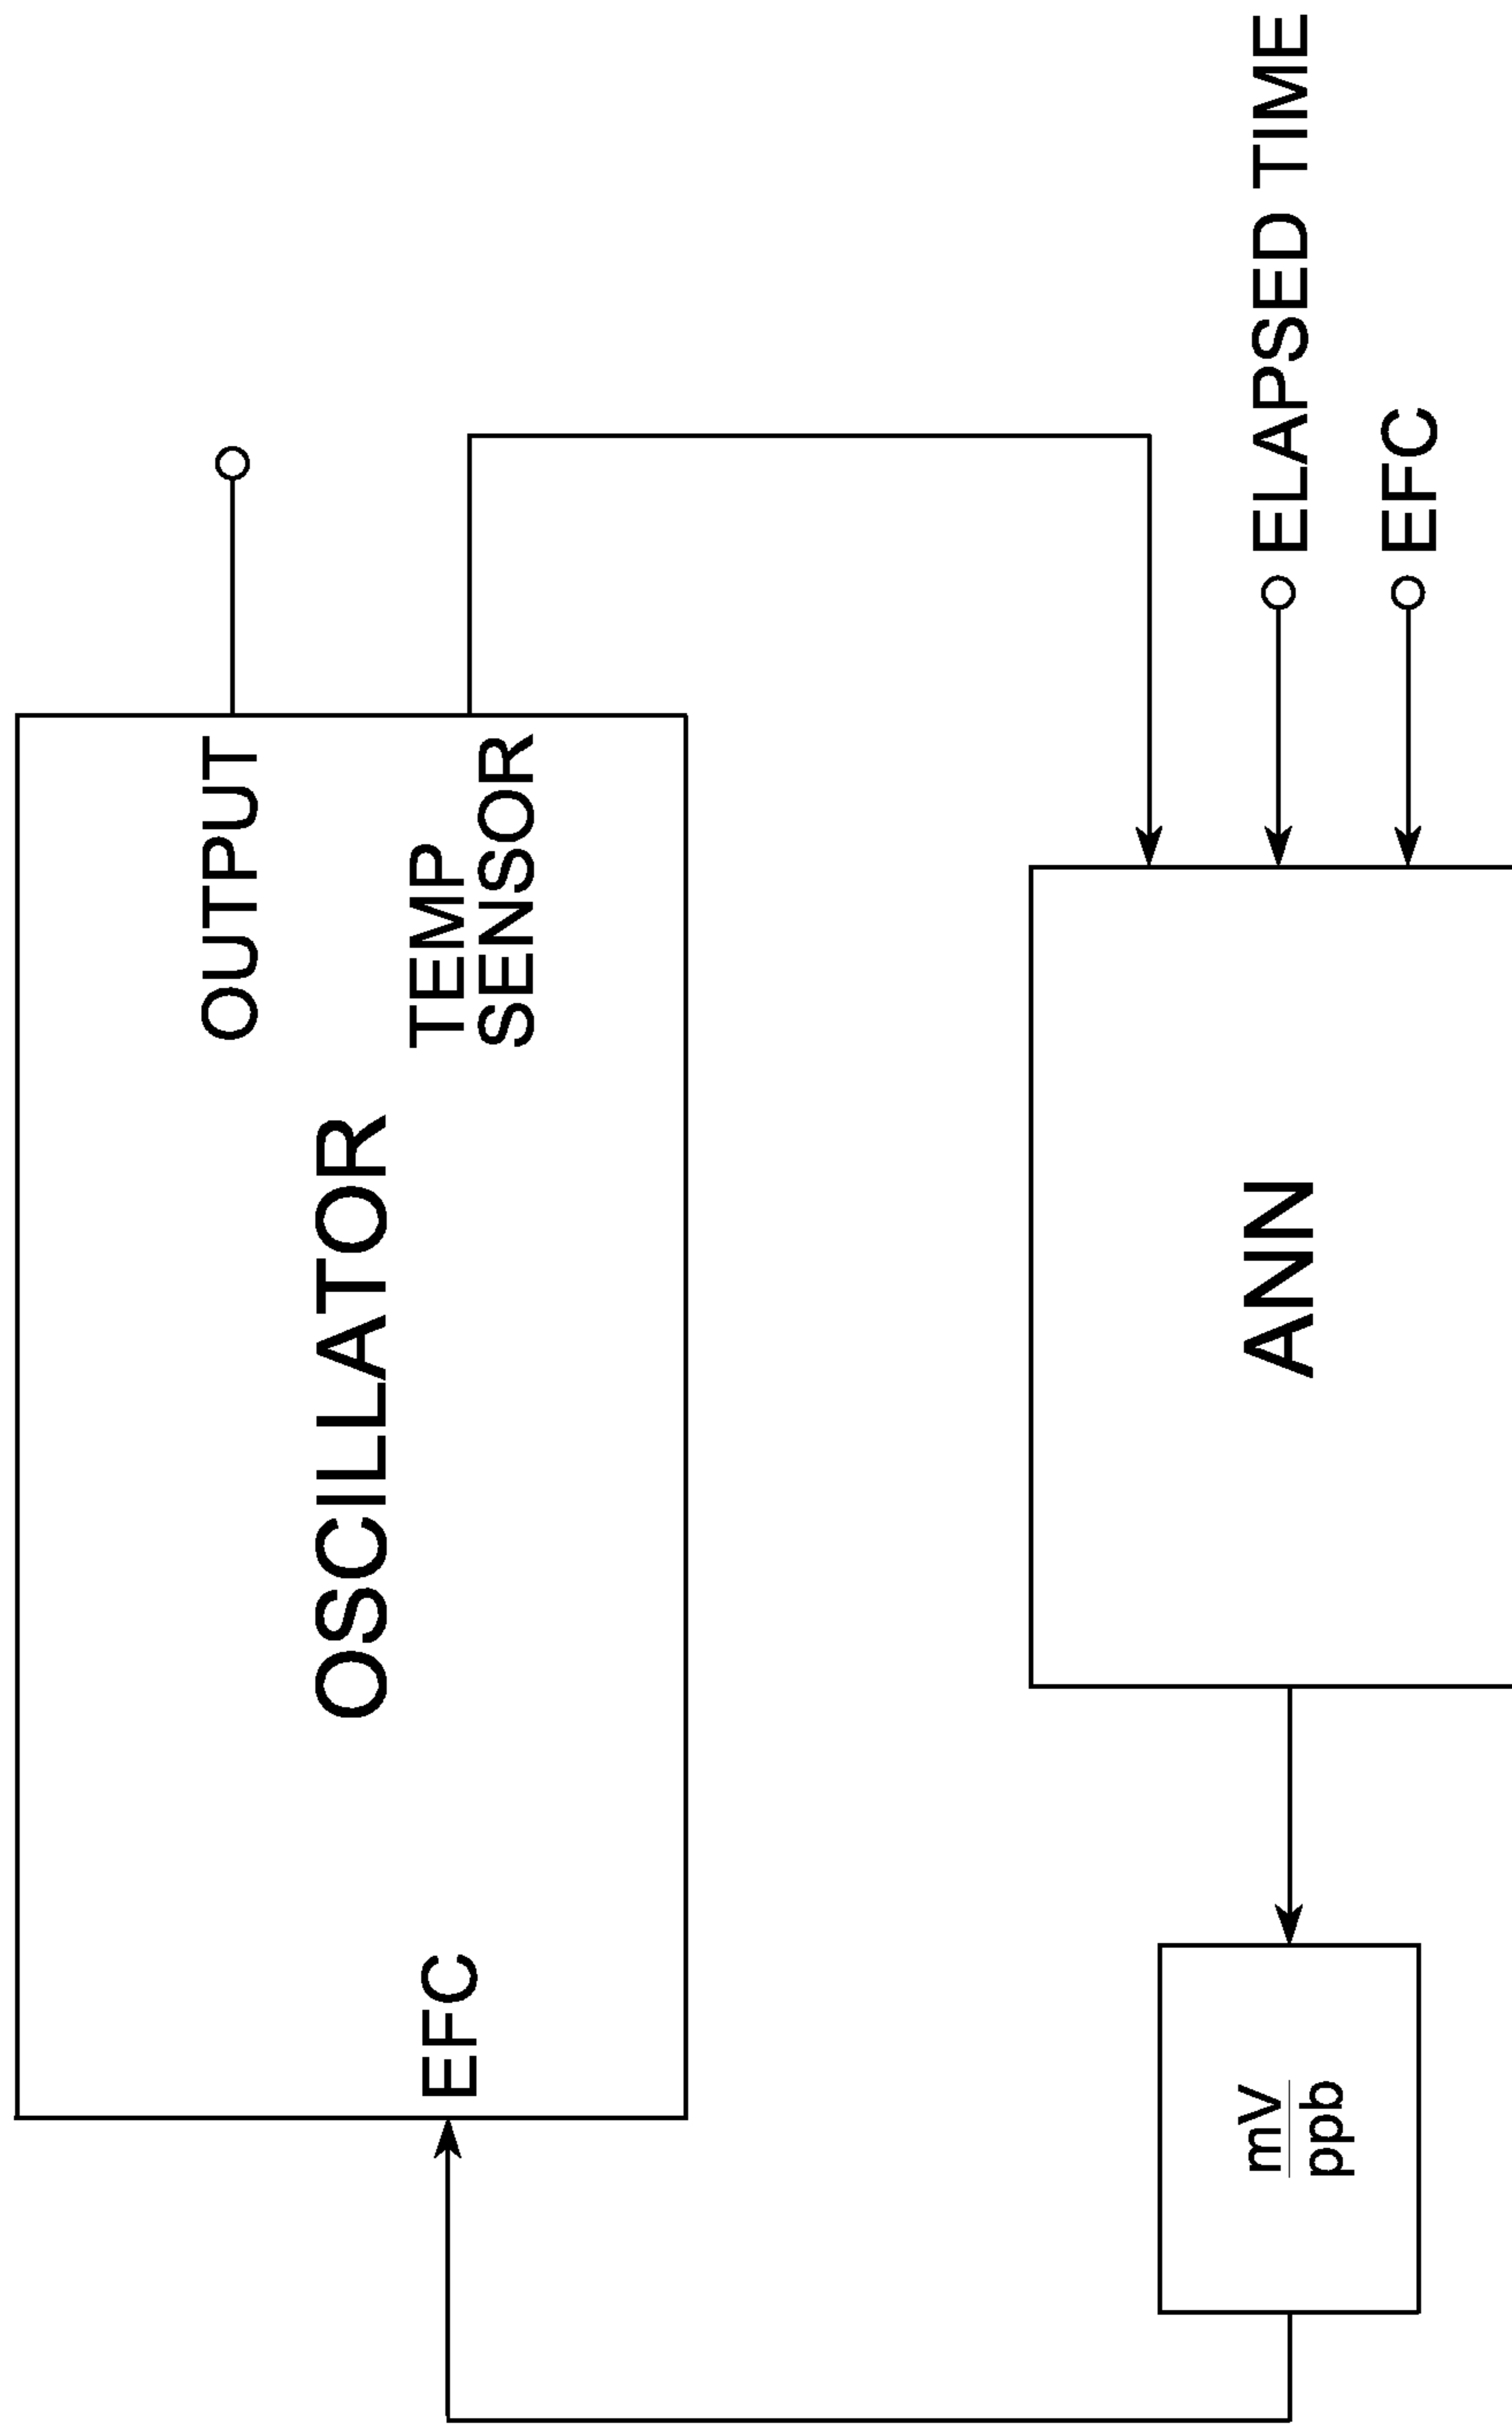 OSCILLATOR
OUTPUT
TEMP
SENSOR
EFC
ELAPSED TIME
EFC
ANN
mV
ppb